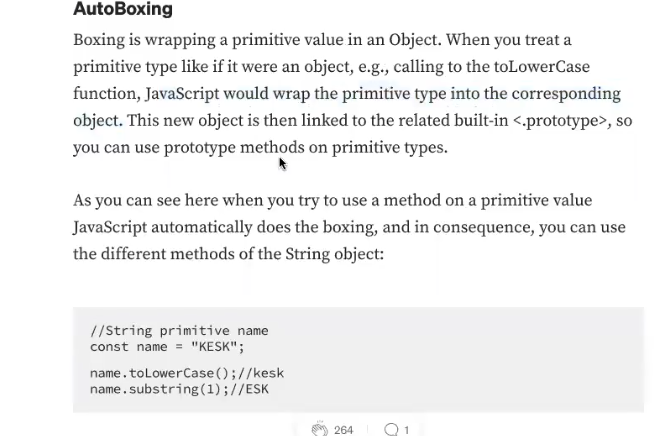 AutoBoxing
Boxing is wrapping a primitive value in an Object. When you treat a
primitive type like if it were an object, e.g., calling to the toLowerCase
function, JavaScript would wrap the primitive type into the corresponding
object. This new object is then linked to the related built-in <.prototype>, so
you can use prototype methods on primitive types.
As you can see here when you try to use a method on a primitive value
JavaScript automatically does the boxing, and in consequence, you can use
the different methods of the String object:
//String primitive name
const name = "KESK";
name.toLowerCase();//kesk
name.substring(1);//ESK
264 1